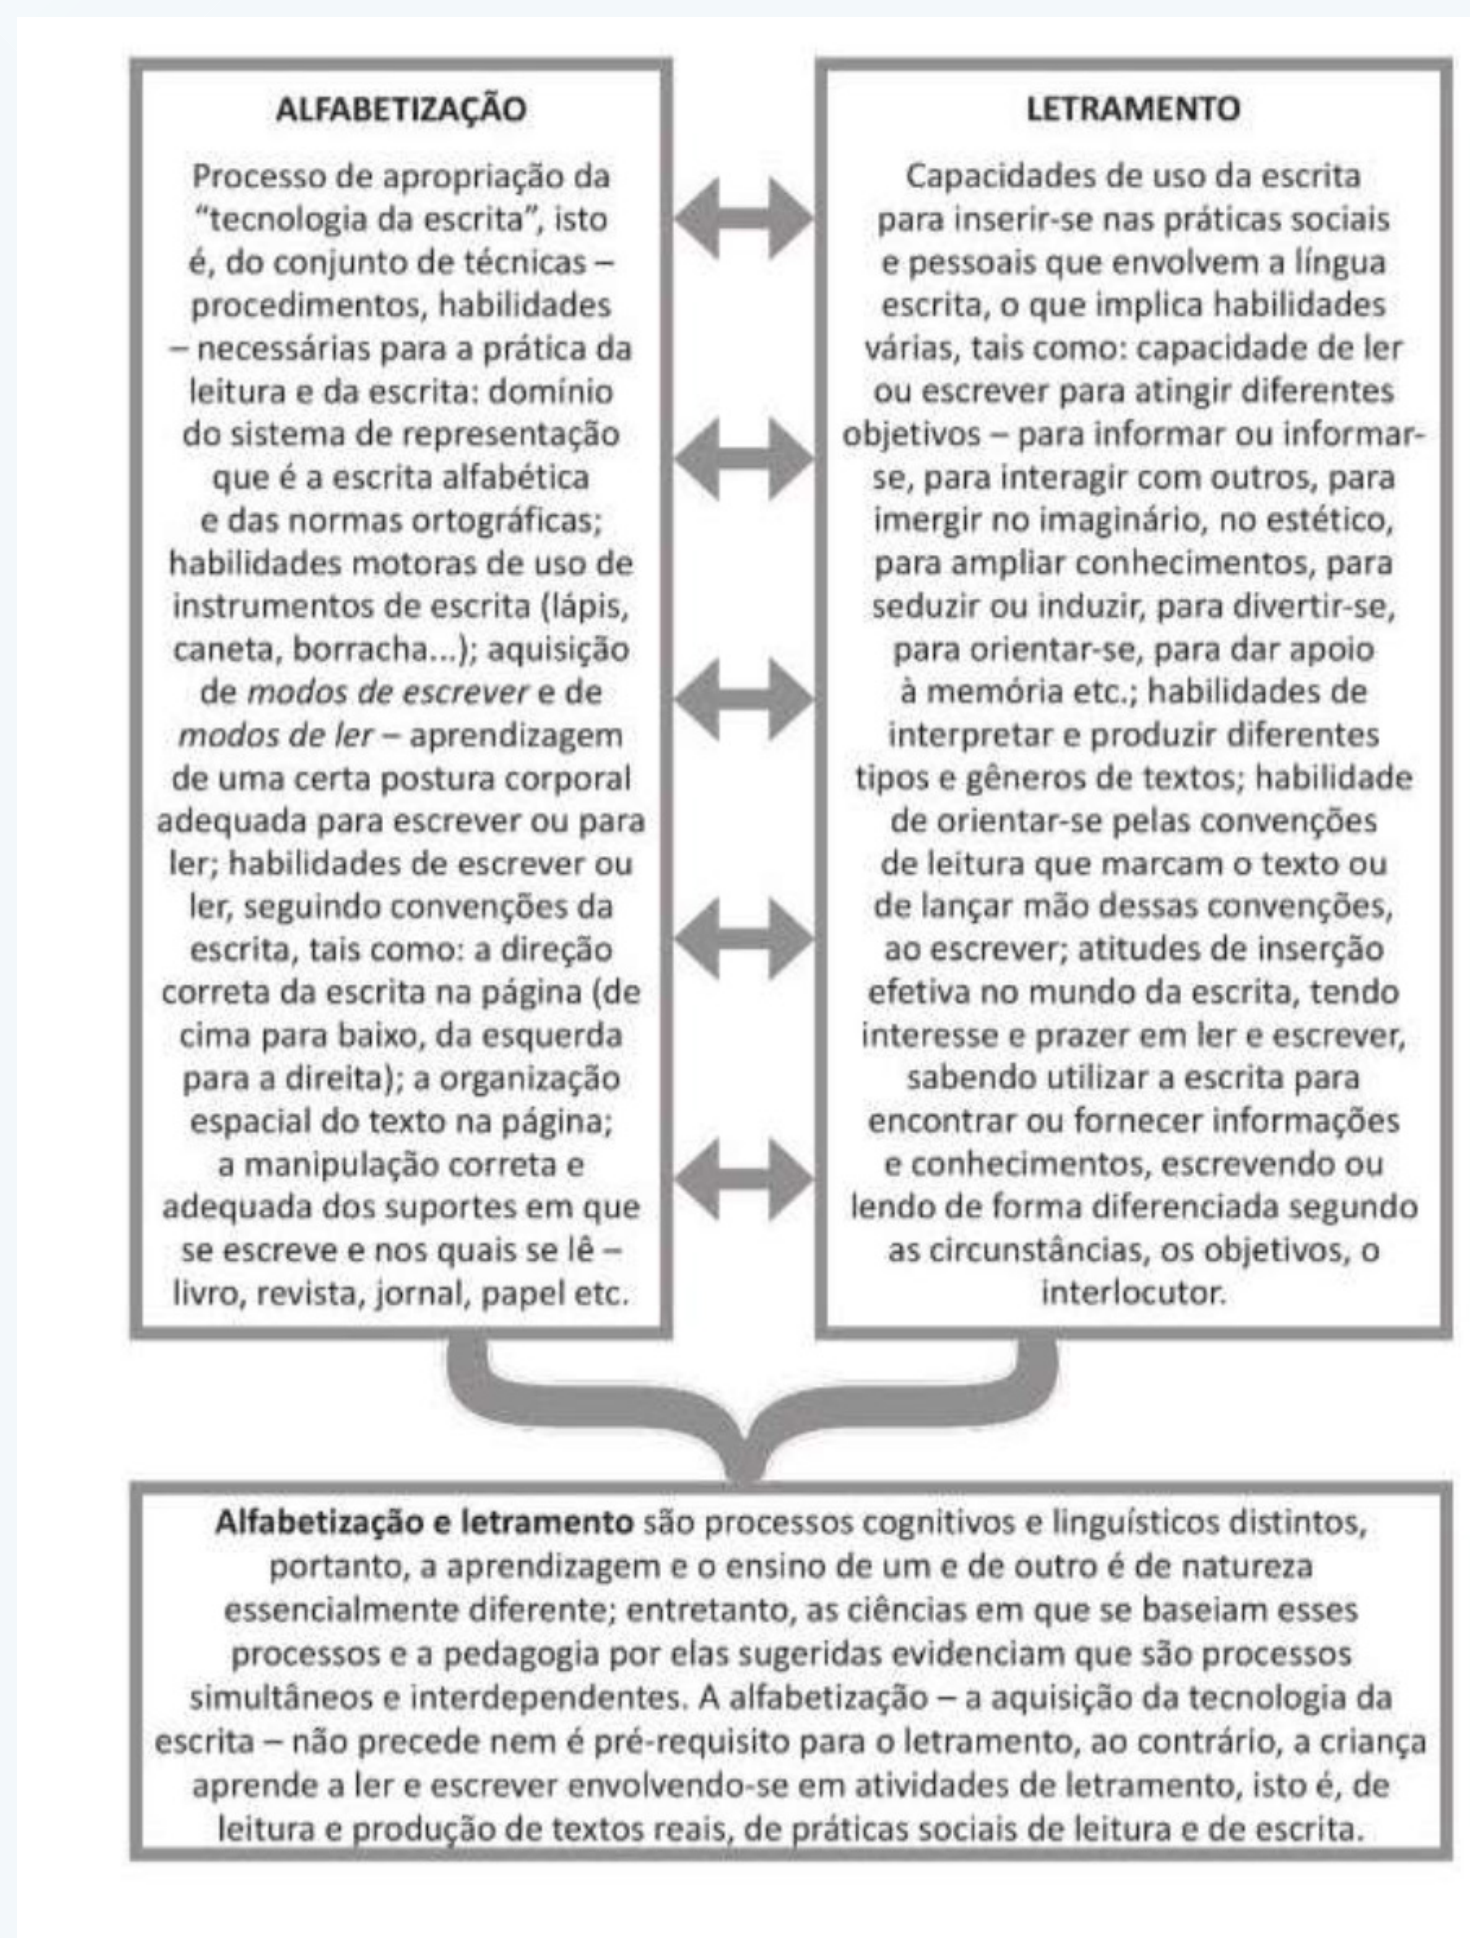 ALFABETIZAÇÃO
Processo de apropriação da
“tecnologia da escrita”, isto
é, do conjunto de técnicas –
procedimentos, habilidades
– necessárias para a prática da
leitura e da escrita: domínio
do sistema de representação
que é a escrita alfabética
e das normas ortográficas;
habilidades motoras de uso de
instrumentos de escrita (lápis,
caneta, borracha...); aquisição
de modos de escrever e de
modos de ler – aprendizagem
de uma certa postura corporal
adequada para escrever ou para
ler; habilidades de escrever ou
ler, seguindo convenções da
escrita, tais como: a direção
correta da escrita na página (de
cima para baixo, da esquerda
para a direita); a organização
espacial do texto na página;
a manipulação correta e
adequada dos suportes em que
se escreve e nos quais se lê –
livro, revista, jornal, papel etc.
LETRAMENTO
Capacidades de uso da escrita
para inserir-se nas práticas sociais
e pessoais que envolvem a língua
escrita, o que implica habilidades
várias, tais como: capacidade de ler
ou escrever para atingir diferentes
objetivos – para informar ou informar-
se, para interagir com outros, para
imergir no imaginário, no estético,
para ampliar conhecimentos, para
seduzir ou induzir, para divertir-se,
para orientar-se, para dar apoio
à memória etc.; habilidades de
interpretar e produzir diferentes
tipos e gêneros de textos; habilidade
de orientar-se pelas convenções
de leitura que marcam o texto ou
de lançar mão dessas convenções,
ao escrever; atitudes de inserção
efetiva no mundo da escrita, tendo
interesse e prazer em ler e escrever,
sabendo utilizar a escrita para
encontrar ou fornecer informações
e conhecimentos, escrevendo ou
lendo de forma diferenciada segundo
as circunstâncias, os objetivos, o
interlocutor.
Alfabetização e letramento são processos cognitivos e linguísticos distintos,
portanto, a aprendizagem e o ensino de um e de outro é de natureza
essencialmente diferente; entretanto, as ciências em que se baseiam esses
processos e a pedagogia por elas sugeridas evidenciam que são processos
simultâneos e interdependentes. A alfabetização – a aquisição da tecnologia da
escrita – não precede nem é pré-requisito para o letramento, ao contrário, a criança
aprende a ler e escrever envolvendo-se em atividades de letramento, isto é, de
leitura e produção de textos reais, de práticas sociais de leitura e de escrita.